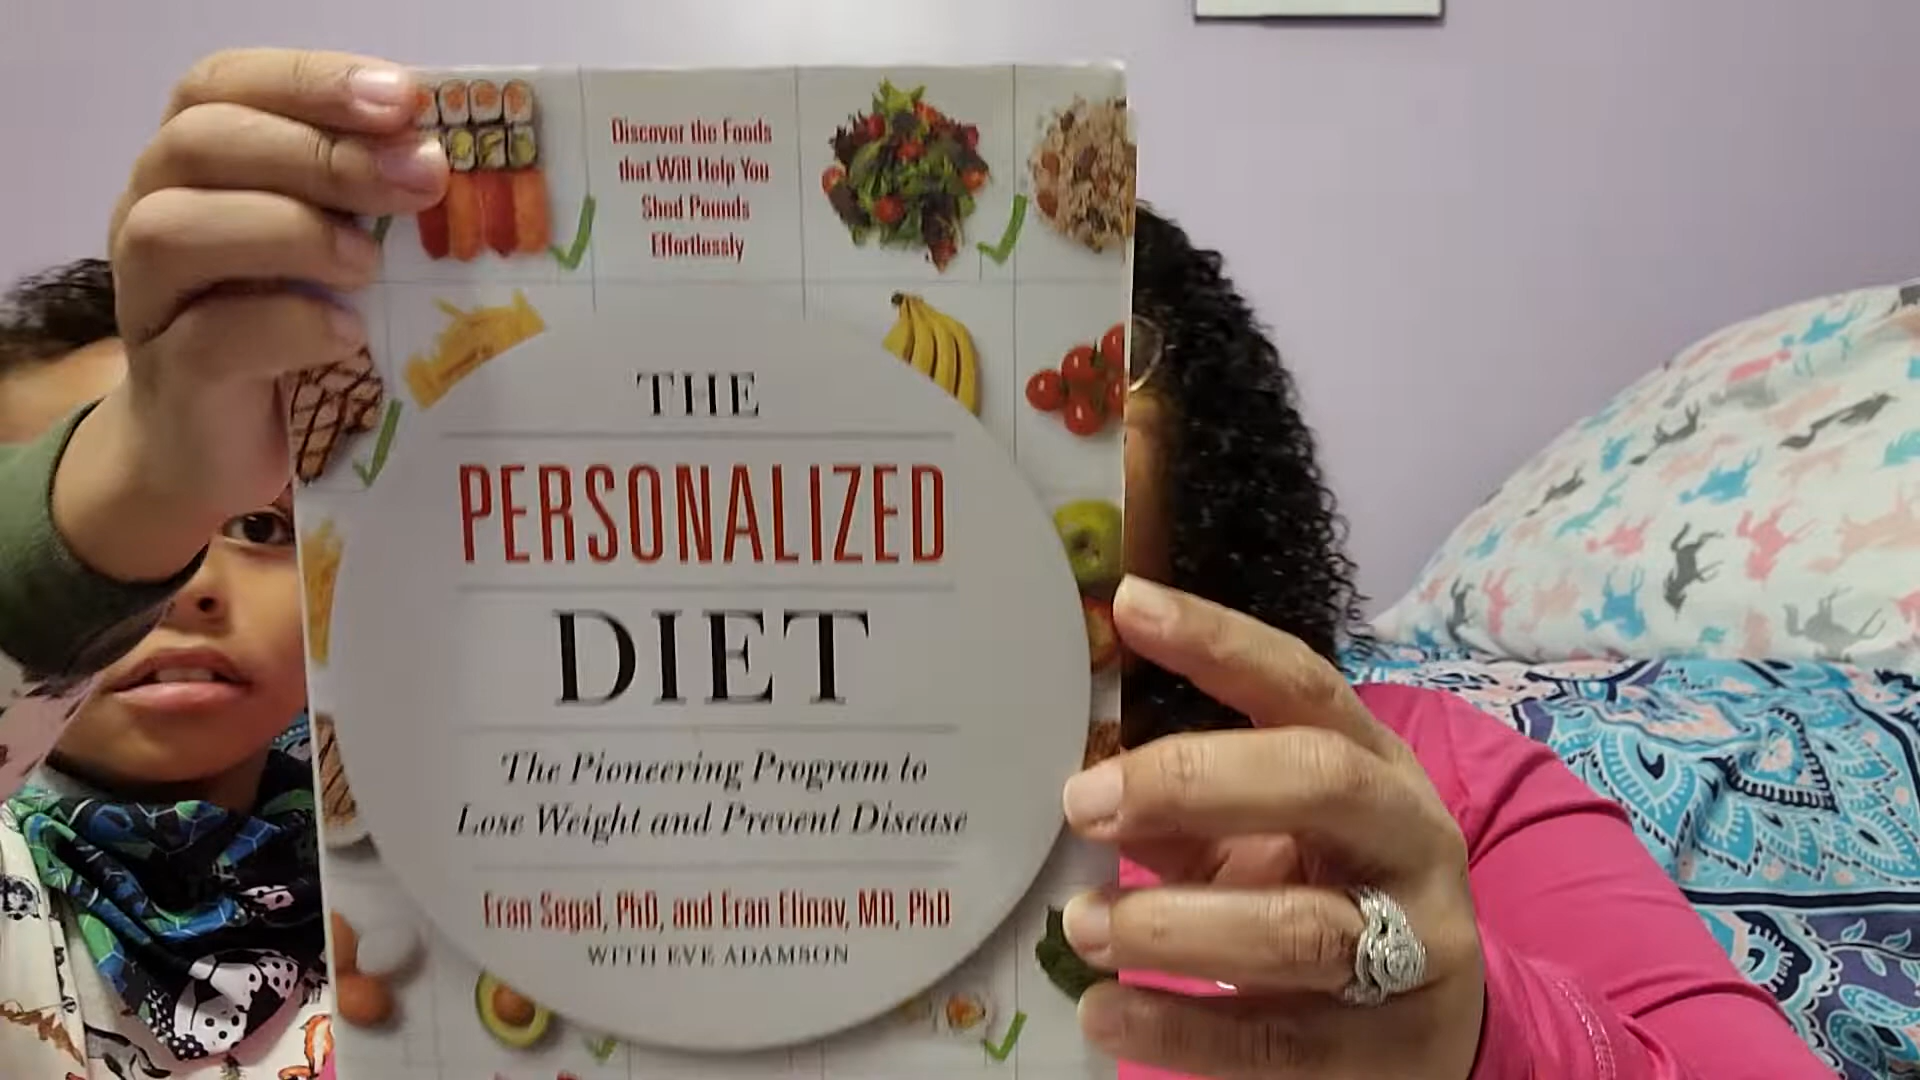 Discover the Foods
that Will Help You
Shed Pounds
Effortlessly
THE
PERSONALIZED
DIET
The Pioneering Program to
Lose Weight and Prevent Disease
Eran Segal, PhD, and Eran Elinav, MD, PhD
WITH EVE ADAMSON